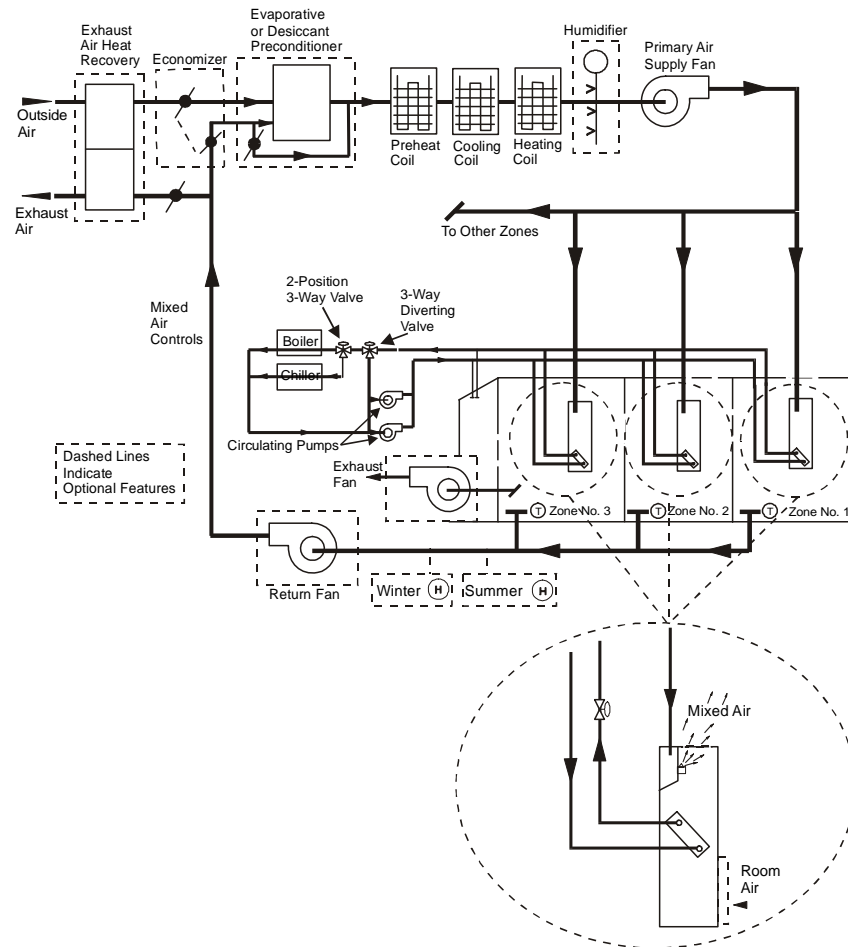 Exhaust
Air Heat
Recovery
Economizer
Evaporative
or Desiccant
Preconditioner
Humidifier
Primary Air
Supply Fan
Outside
Air
Exhaust
Air
Preheat
Coil
Cooling
Coil
Heating
Coil
To Other Zones
Mixed
Air
Controls
2-Position
3-Way Valve
3-Way
Diverting
Valve
Boiler
Chiller
Circulating Pumps
Dashed Lines
Indicate
Optional Features
Exhaust
Fan
T Zone No. 3
T Zone No. 2
T Zone No. 1
Return Fan
Winter H
Summer H
Mixed Air
Room
Air